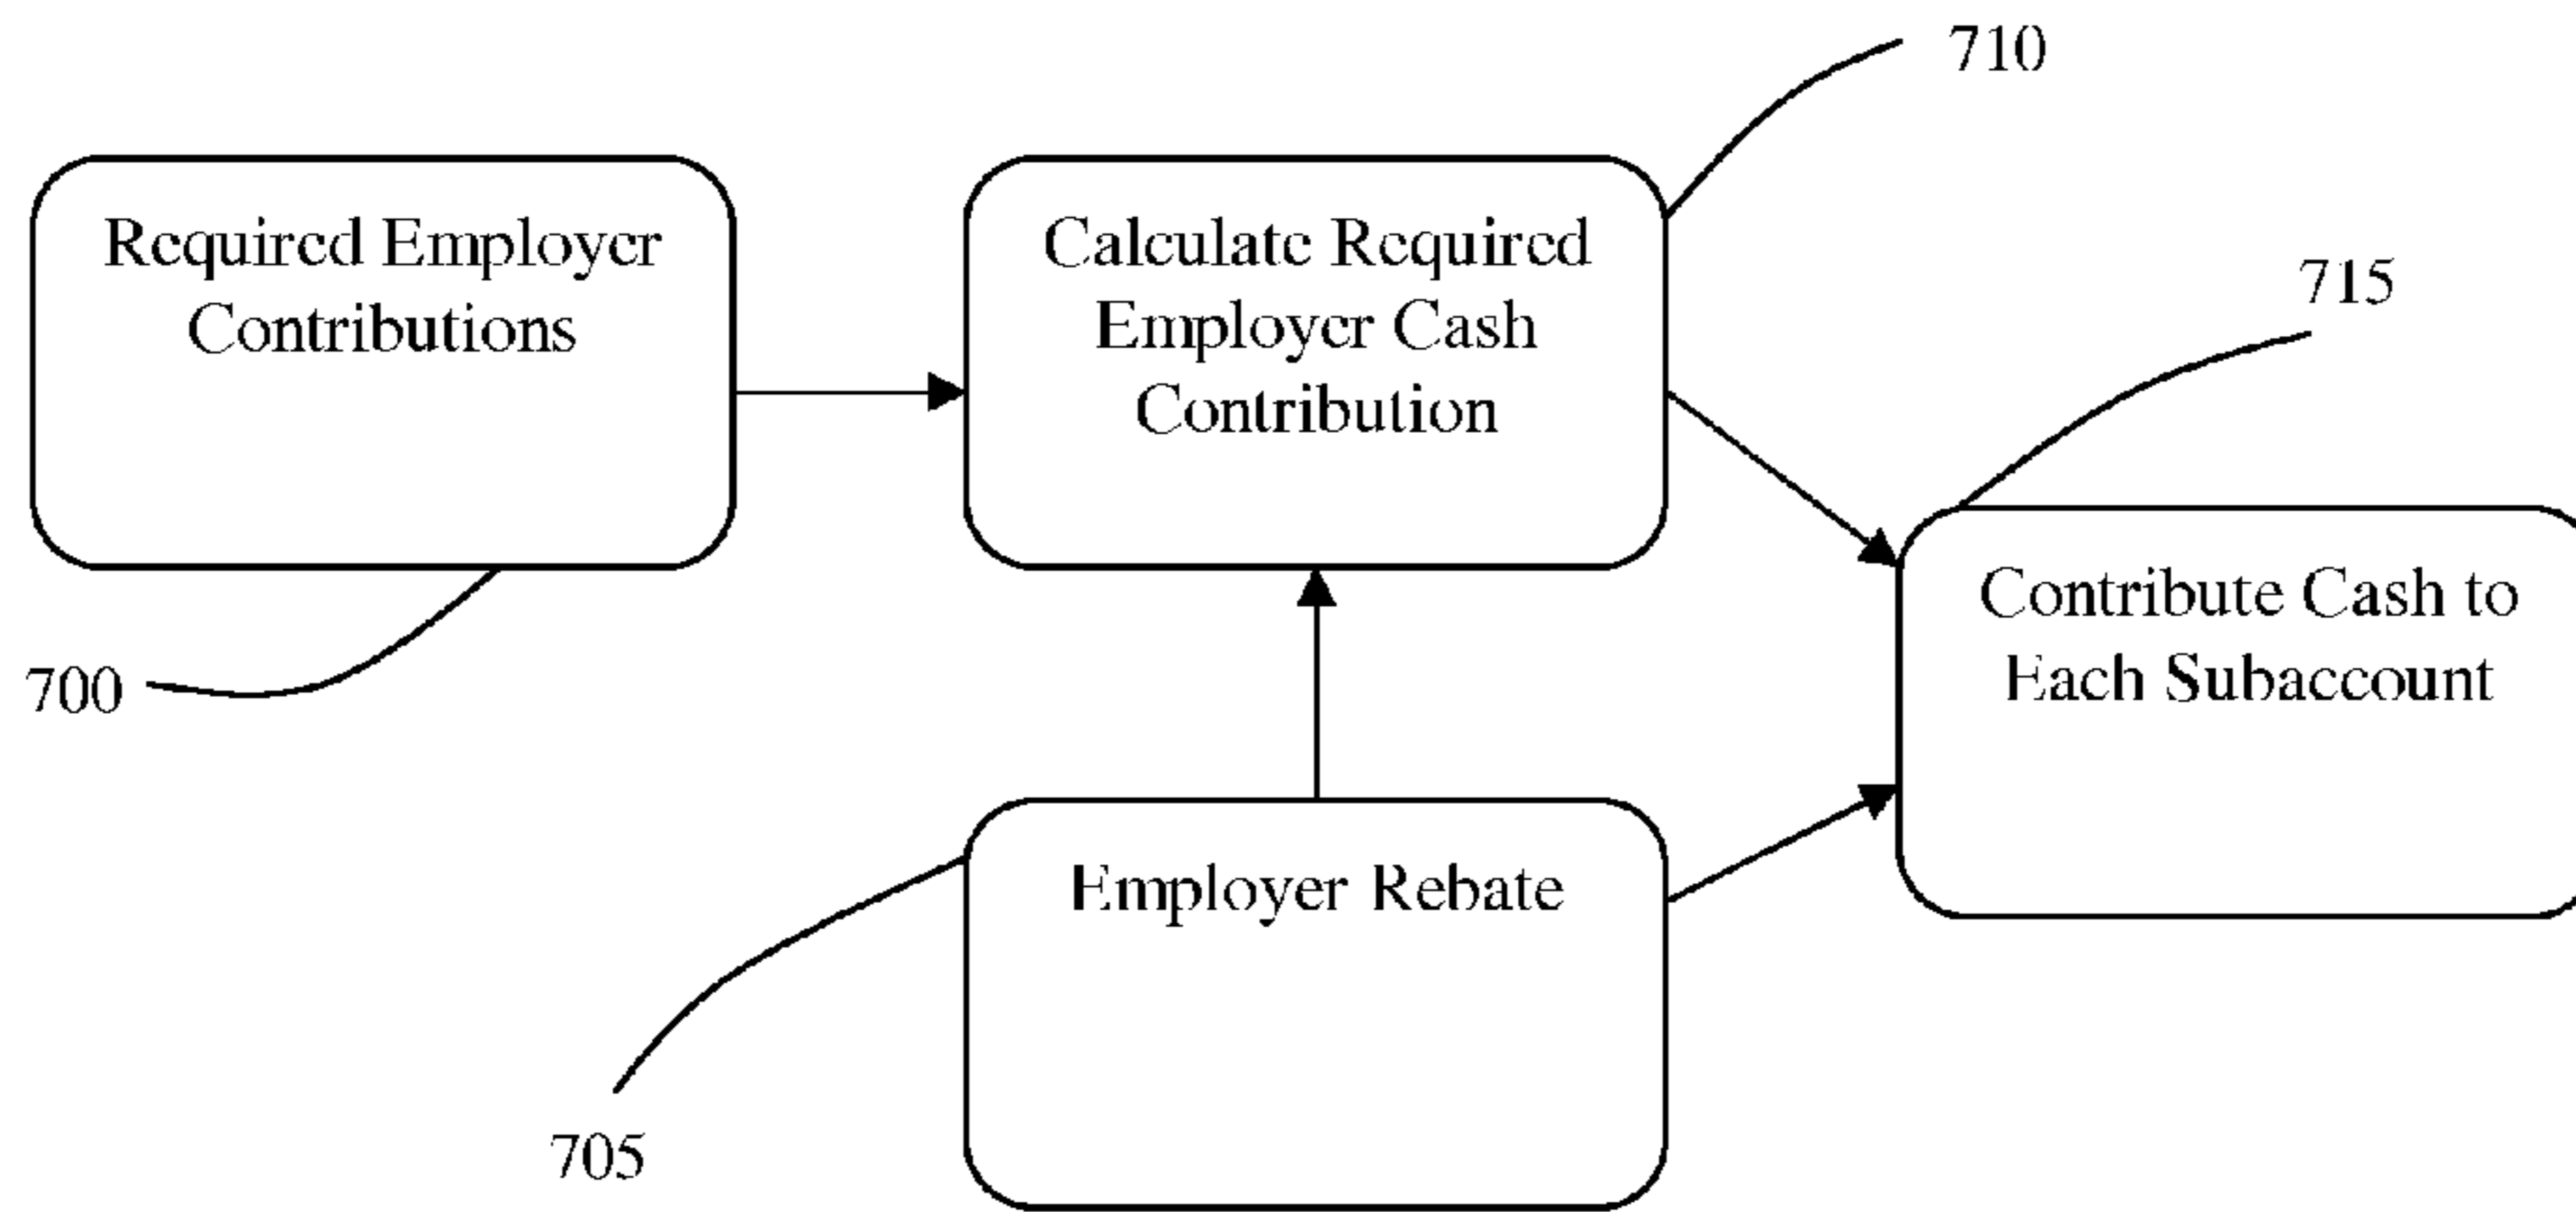 710
Required Employer
Contributions
Calculate Required
Employer Cash
Contribution
715
Contribute Cash to
Each Subaccount
700
Employer Rebate
705